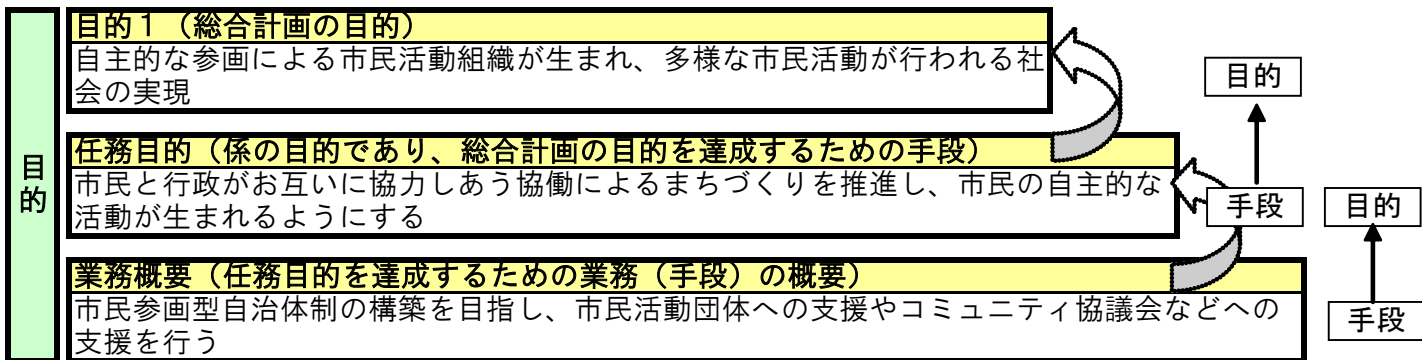 目的
目的１（総合計画の目的）
自主的な参画による市民活動組織が生まれ、多様な市民活動が行われる社
会の実現
任務目的（係の目的であり、総合計画の目的を達成するための手段）
市民と行政がお互いに協力しあう協働によるまちづくりを推進し、市民の自主的な
活動が生まれるようにする
業務概要（任務目的を達成するための業務（手段）の概要）
市民参画型自治体制の構築を目指し、市民活動団体への支援やコミュニティ協議会などへの
支援を行う
目的
手段
目的
手段